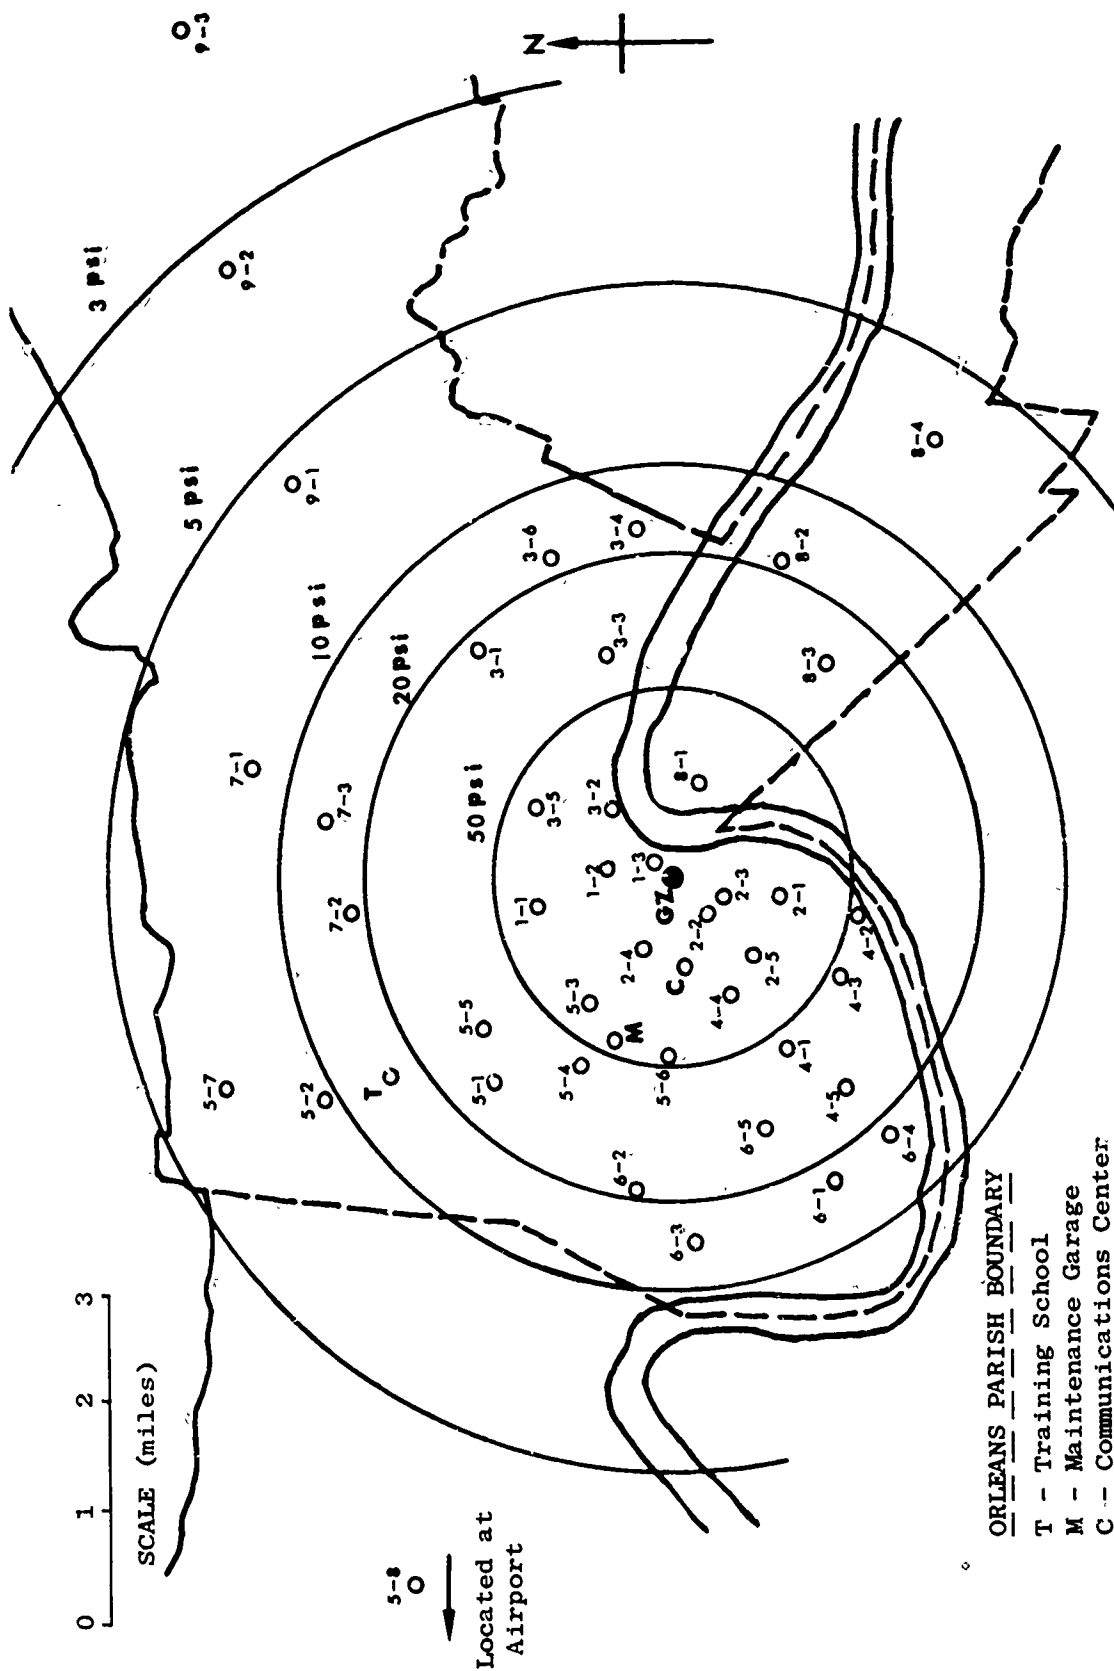 0 1 2 3
3 psi
SCALE (miles)
5 psi
9-3
5-7
7-1
9-2
5-2
9-1
10 psi
7-2
7-3
T
5-8
20 psi
5-5
50 psi
5-1
Located at
Airport
3-1
1-1
3-6
N
3-5
5-4
5-3
1-2
3-2
3-4
6-2
3-3
2-4
M
1-3
5-6
GZ
C
6-3
8-1
2-2
4-4
2-3
6-5
2-5
2-1
8-2
4-1
8-3
6-1
4-5
4-3
4-2
6-4
8-4
ORLEANS PARISH BOUNDARY
T - Training School
M - Maintenance Garage
C - Communications Center